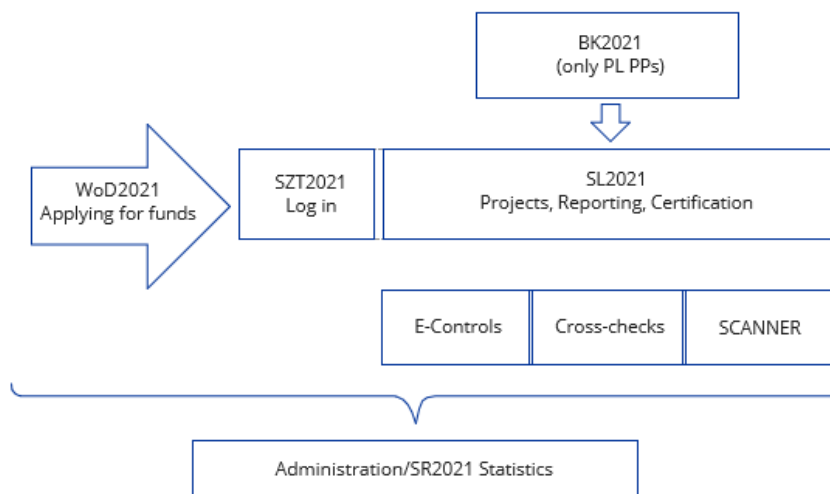 BK2021
(only PL PPs)
WoD2021
Applying for funds
SZT2021
Log in
SL2021
Projects, Reporting, Certification
E-Controls
Cross-checks
SCANNER
Administration/SR2021 Statistics